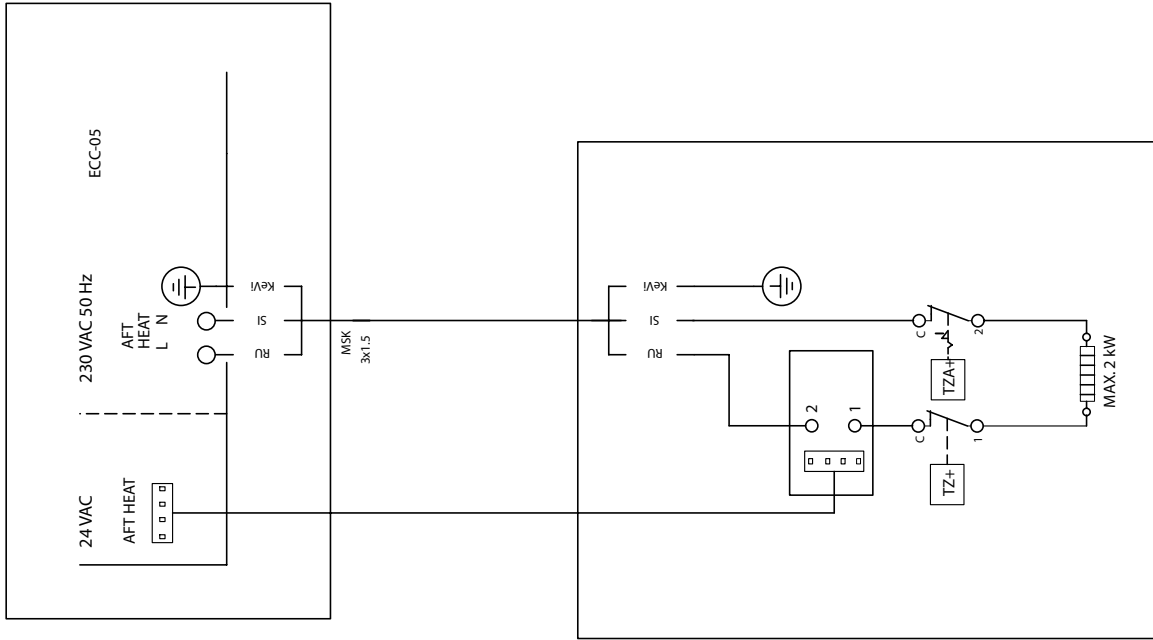 ECC-05
230 VAC 50 Hz
AFT
HEAT
L N
24 VAC
AFT HEAT
KeVi
SI
RU
MSK
3x1.5
KeVi
SI
RU
2
1
C
2
TZA+
C
1
TZ+
MAX. 2 kW